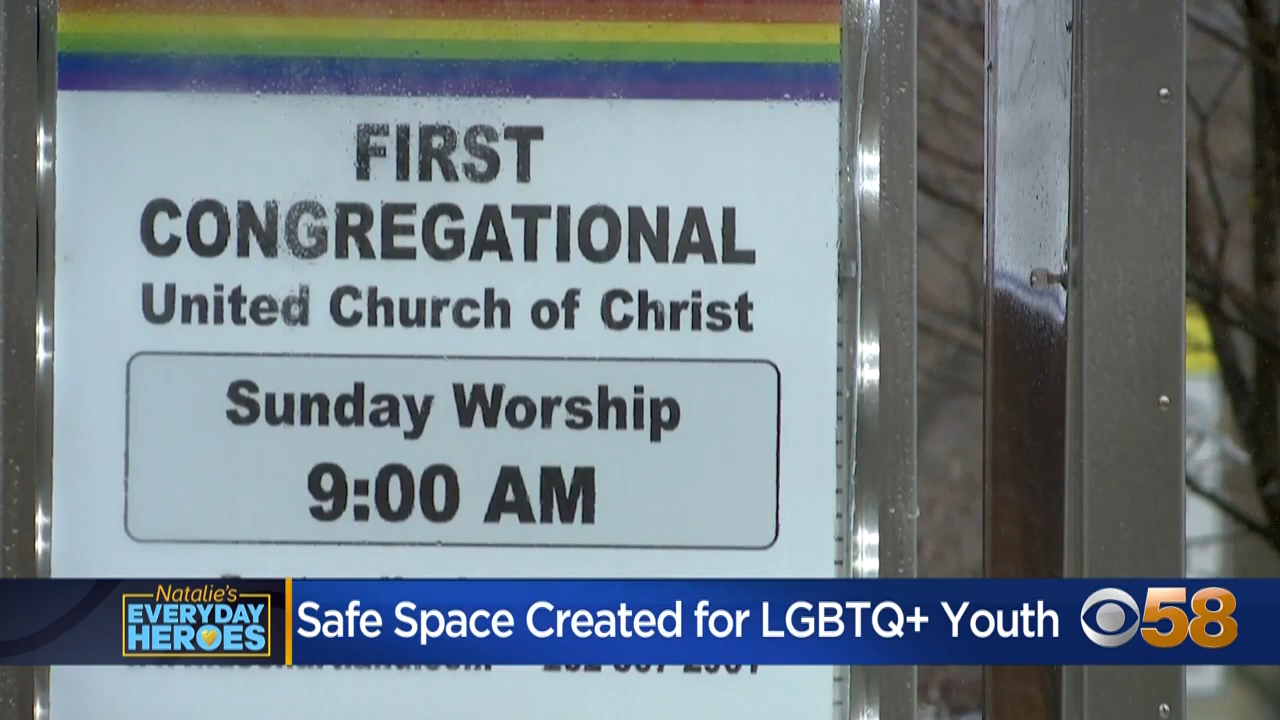 FIRST
CONGREGATIONAL
United Church of Christ
Sunday Worship
9:00 AM
Natalie's
EVERYDAY
HEROES
Safe Space Created for LGBTQ+ Youth
58